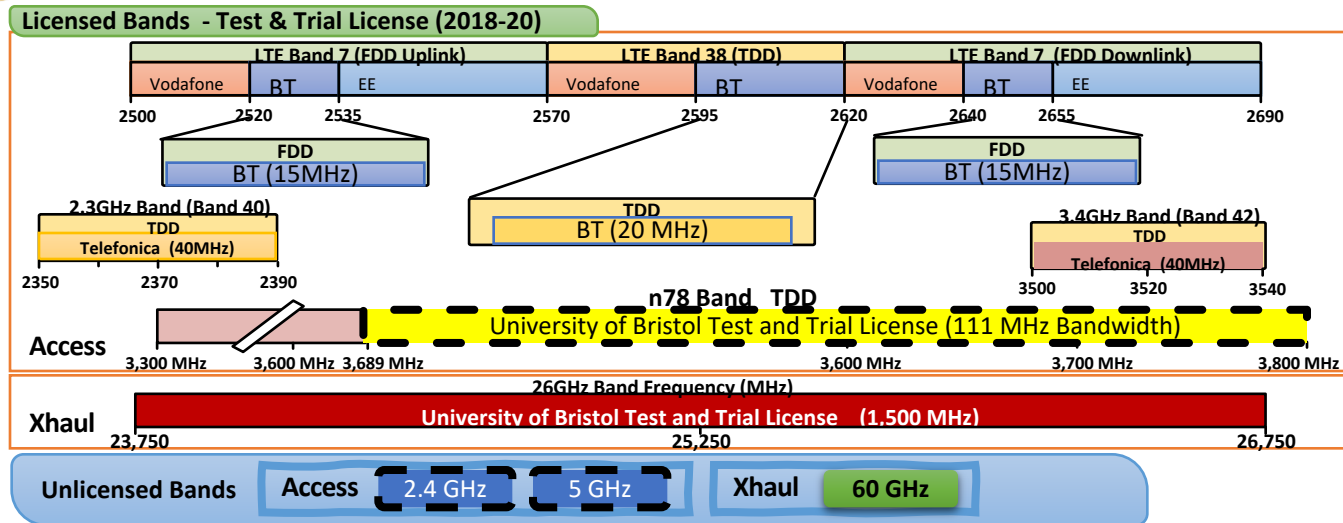 Licensed Bands - Test & Trial License (2018-20)
LTE Band 7 (FDD Uplink) LTE Band 38 (TDD) LTE Band 7 (FDD Downlink)
Vodafone BT EE Vodafone BT Vodafone BT EE
2500 2520 2535 2570 2595 2620 2640 2655 2690
FDD
BT (15MHz)
FDD
BT (15MHz)
TDD
BT (20 MHz)
2.3GHz Band (Band 40)
TDD
Telefonica (40MHz)
2350 2370 2390
3.4GHz Band (Band 42)
TDD
Telefonica (40MHz)
3500 3520 3540
n78 Band TDD
University of Bristol Test and Trial License (111 MHz Bandwidth)
Access
3,300 MHz 3,600 MHz 3,689 MHz 3,600 MHz 3,700 MHz 3,800 MHz
26GHz Band Frequency (MHz)
Xhaul University of Bristol Test and Trial License (1,500 MHz)
23,750 25,250 26,750
Unlicensed Bands Access 2.4 GHz 5 GHz Xhaul 60 GHz